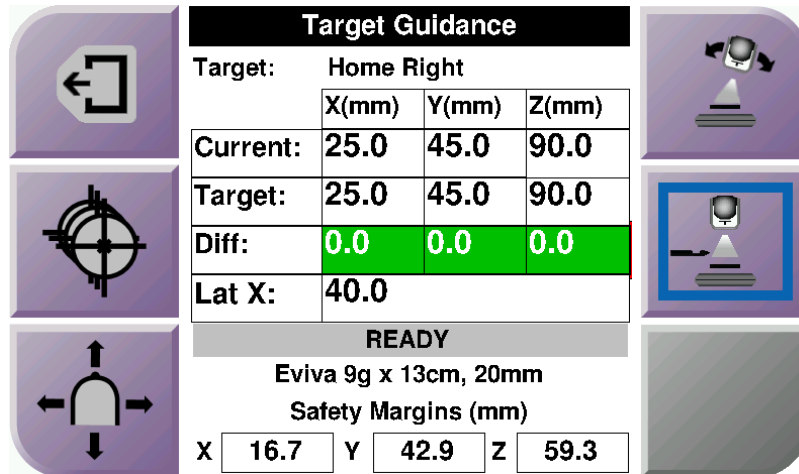 Target Guidance
Target: Home Right
X(mm) Y(mm) Z(mm)
Current: 25.0 45.0 90.0
Target: 25.0 45.0 90.0
Diff: 0.0 0.0 0.0
Lat X: 40.0
READY
Eviva 9g x 13cm, 20mm
Safety Margins (mm)
X 16.7 Y 42.9 Z 59.3